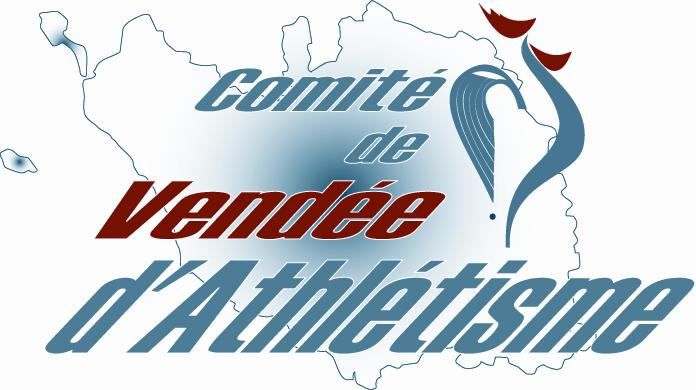 Comité
de
Vendée
d'Athlétisme